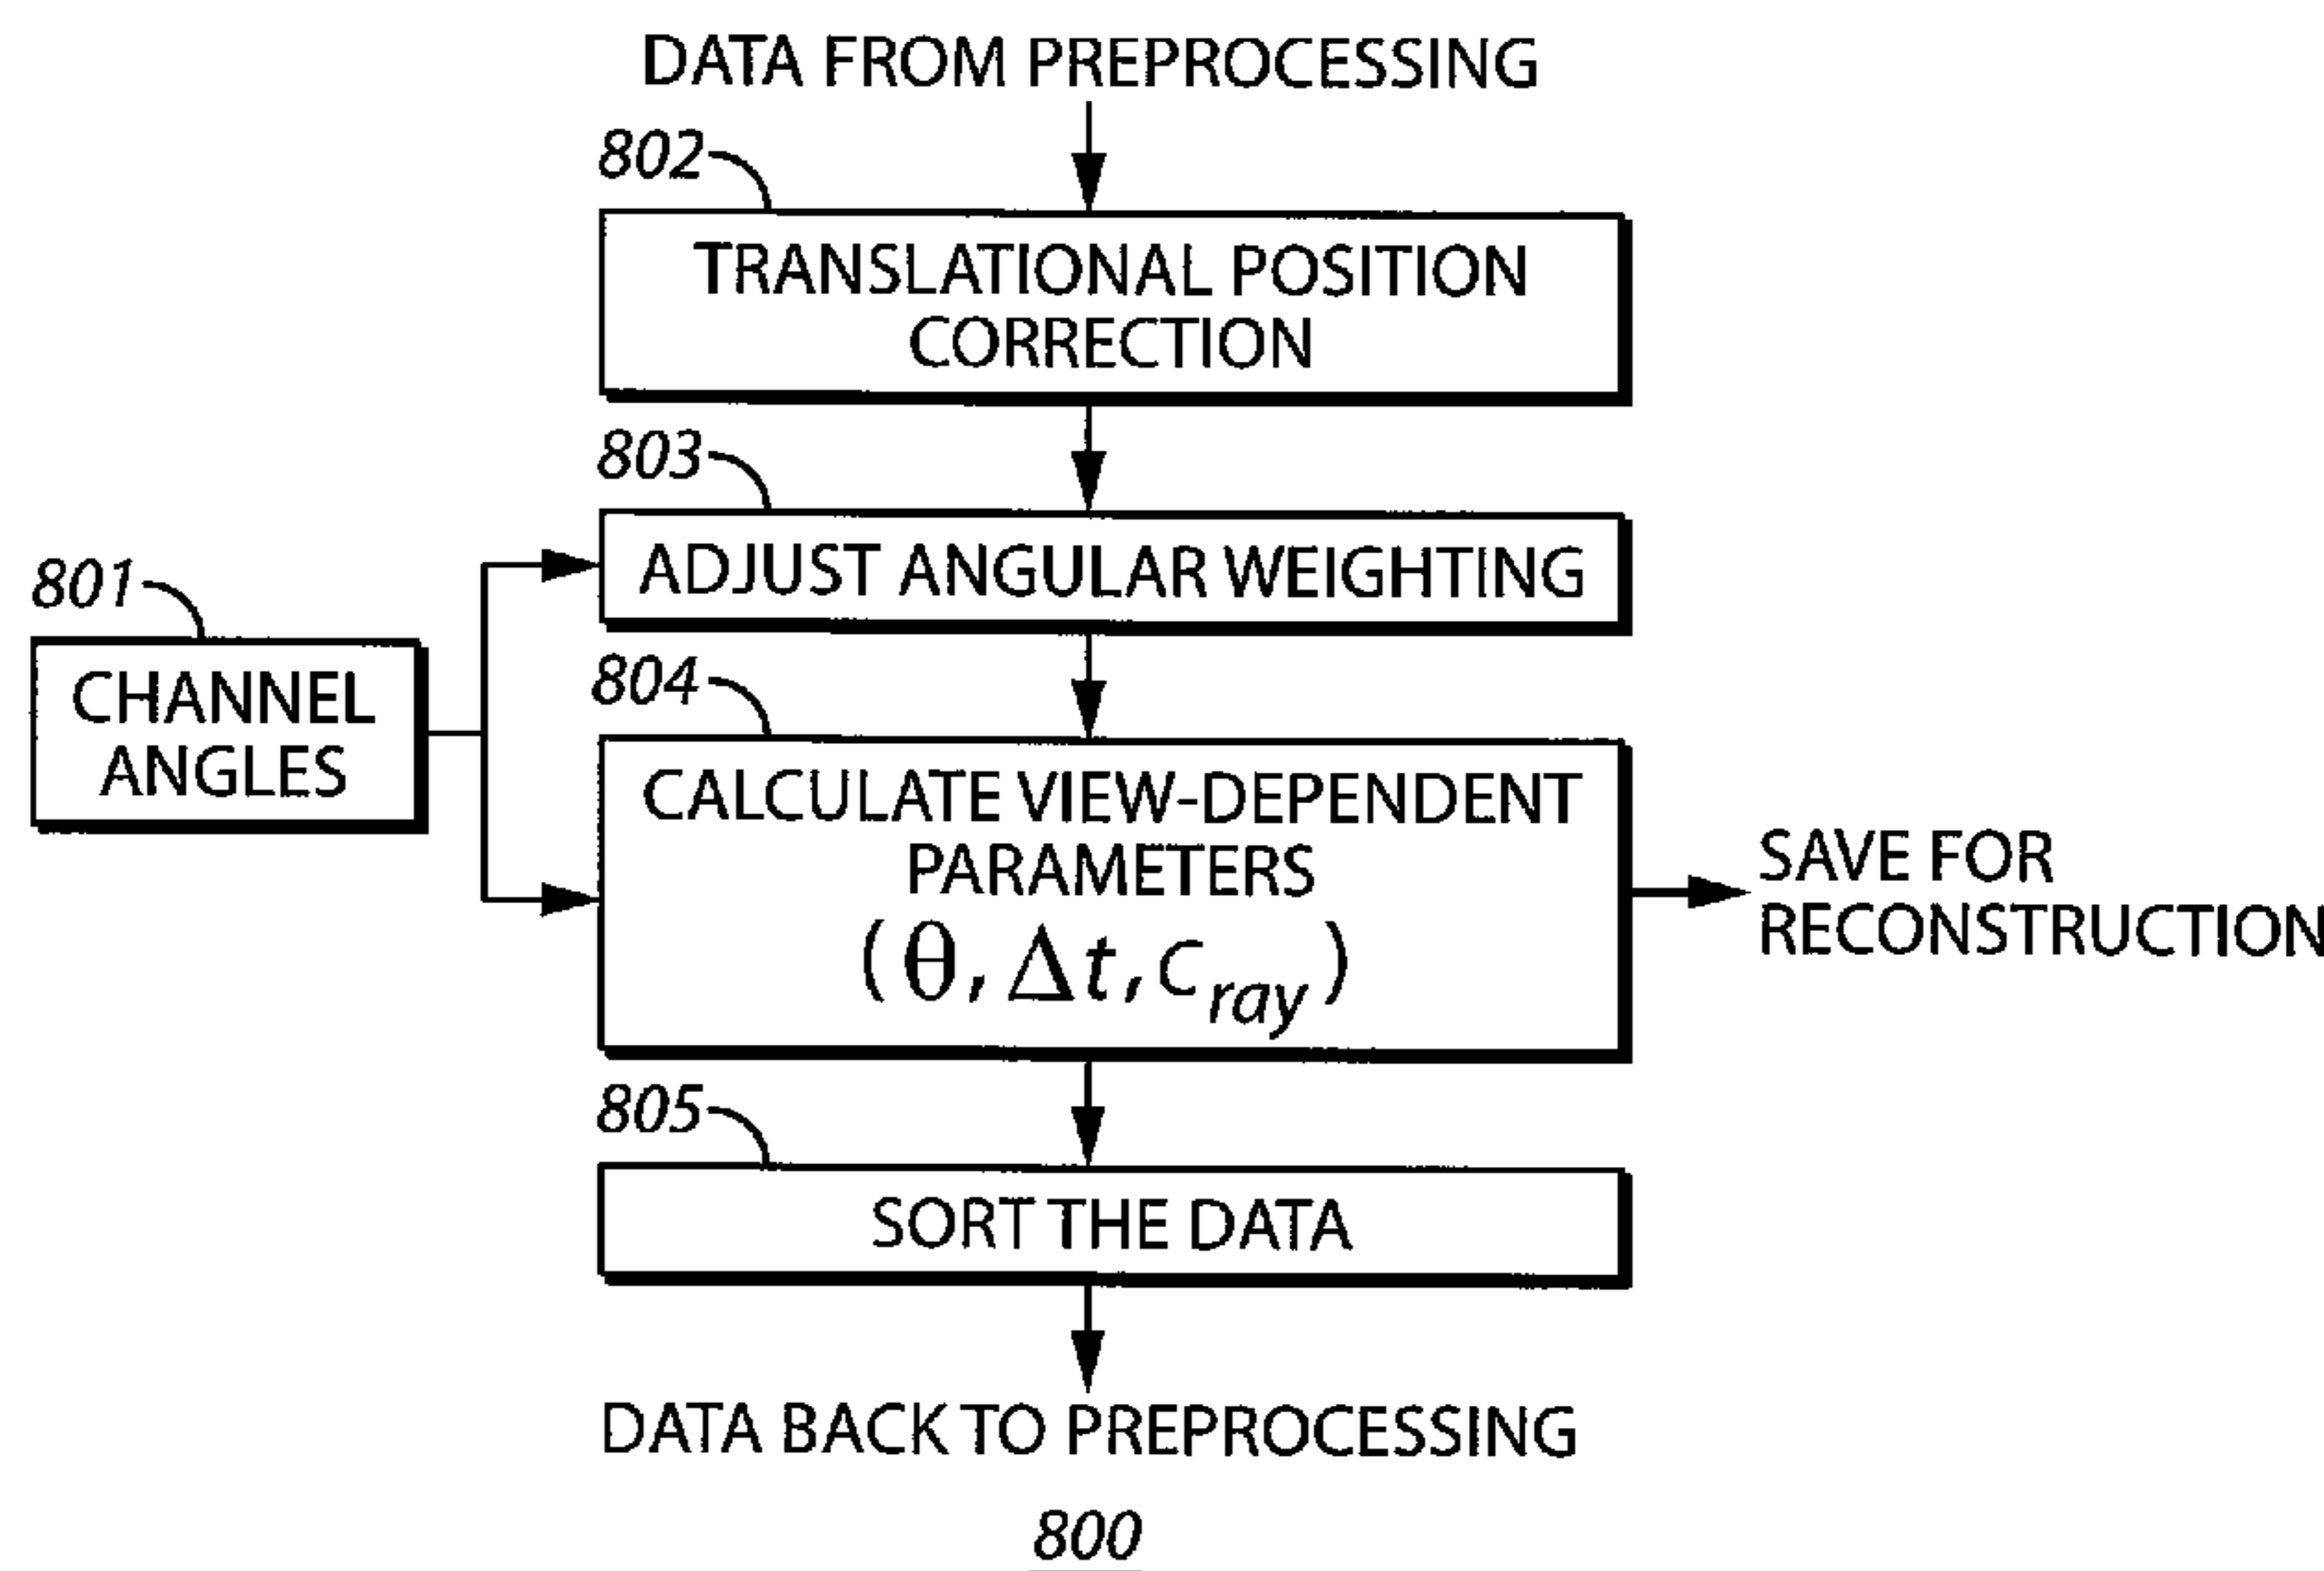 DATA FROM PREPROCESSING
802
TRANSLATIONAL POSITION
CORRECTION
803
ADJUST ANGULAR WEIGHTING
801
CHANNEL
ANGLES
804
CALCULATE VIEW-DEPENDENT
PARAMETERS
(θ, Δt, c_ray)
SAVE FOR
RECONSTRUCTION
805
SORT THE DATA
DATA BACK TO PREPROCESSING
800